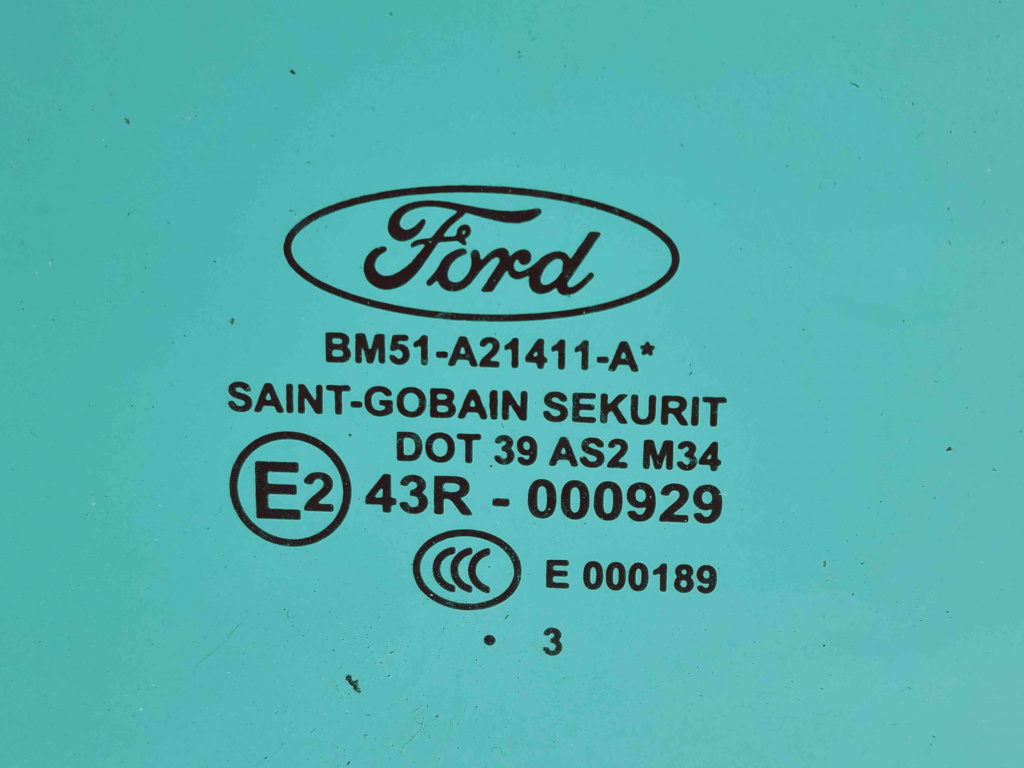 Ford
BM51-A21411-A*
SAINT-GOBAIN SEKURIT
DOT 39 AS2 M34
E2 43R - 000929
CCC E 000189
. 3